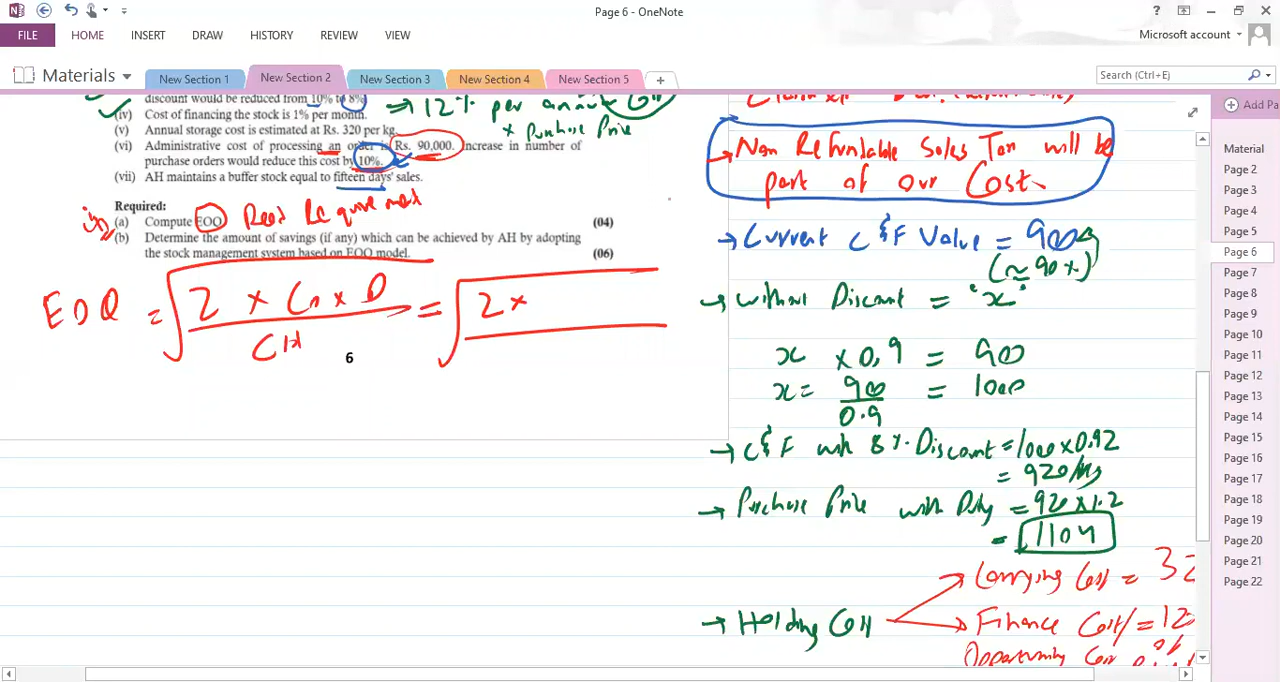 Page 6 - OneNote
FILE HOME INSERT DRAW HISTORY REVIEW VIEW
Microsoft account
Materials
New Section 1 New Section 2 New Section 3 New Section 4 New Section 5
Search (Ctrl+E)
Add Pa
discount would be reduced from 10% to 8%
(iv) Cost of financing the stock is 1% per month.
⇒ 12% per annum
x Purchase Price
(v) Annual storage cost is estimated at Rs. 320 per kg.
(vi) Administrative cost of processing an order is Rs. 90,000. Increase in number of
purchase orders would reduce this cost by 10%.
(vii) AH maintains a buffer stock equal to fifteen days' sales.
Required:
(a) Compute EOQ (04)
Read Requirement
(b) Determine the amount of savings (if any) which can be achieved by AH by adopting
the stock management system based on EOQ model. (06)
EOQ = √ 2 x Co x D / CH = √ 2 x
6
→ Non Refundable Sales Tax will be
part of our Cost.
→ Current C & F Value = 900
(≈ 90%)
→ Without Discount = "x"
x x 0.9 = 900
x = 900 / 0.9 = 1000
→ C & F with 8% Discount = 1000 x 0.92
= 920
→ Purchase Price with Duty = 920 x 1.2
= 1104
→ Holding Cost
Carrying Cost = 32
Finance Cost / = 12%
Opportunity Cost
Material
Page 2
Page 3
Page 4
Page 5
Page 6
Page 7
Page 8
Page 9
Page 10
Page 11
Page 12
Page 13
Page 14
Page 15
Page 16
Page 17
Page 18
Page 19
Page 20
Page 21
Page 22